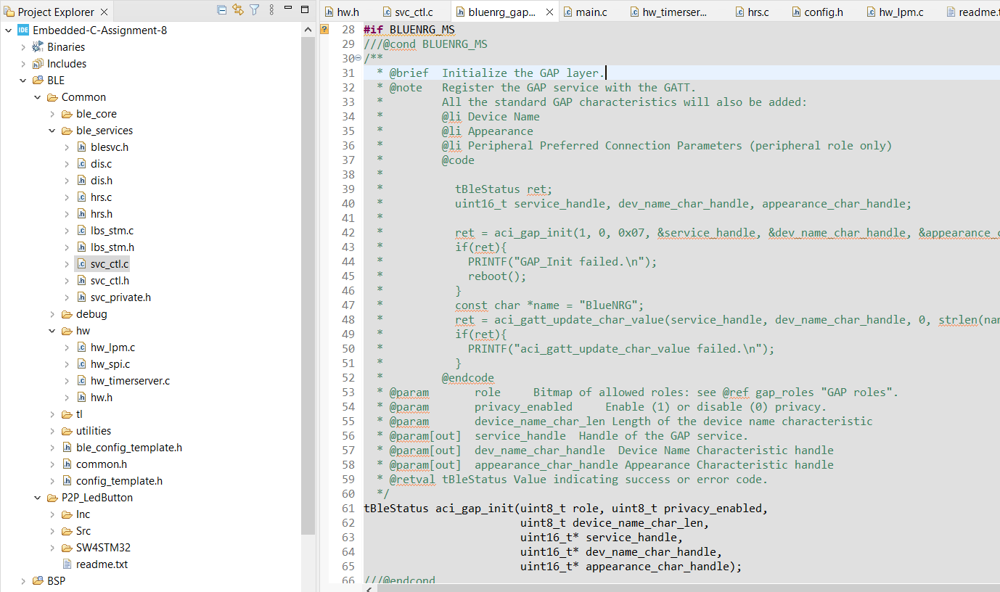 Project Explorer
Embedded-C-Assignment-8
Binaries
Includes
BLE
Common
ble_core
ble_services
blesvc.h
dis.c
dis.h
hrs.c
hrs.h
lbs_stm.c
lbs_stm.h
svc_ctl.c
svc_ctl.h
svc_private.h
debug
hw
hw_lpm.c
hw_spi.c
hw_timerserver.c
hw.h
tl
utilities
ble_config_template.h
common.h
config_template.h
P2P_LedButton
Inc
Src
SW4STM32
readme.txt
BSP
hw.h svc_ctl.c bluenrg_gap... main.c hw_timerser... hrs.c config.h hw_lpm.c readme.t
28 #if BLUENRG_MS
29 ///@cond BLUENRG_MS
30 /**
31 * @brief Initialize the GAP layer.
32 * @note Register the GAP service with the GATT.
33 * All the standard GAP characteristics will also be added:
34 * @li Device Name
35 * @li Appearance
36 * @li Peripheral Preferred Connection Parameters (peripheral role only)
37 * @code
38 *
39 * tBleStatus ret;
40 * uint16_t service_handle, dev_name_char_handle, appearance_char_handle;
41 *
42 * ret = aci_gap_init(1, 0, 0x07, &service_handle, &dev_name_char_handle, &appearance_c
43 * if(ret){
44 * PRINTF("GAP_Init failed.\n");
45 * reboot();
46 * }
47 * const char *name = "BlueNRG";
48 * ret = aci_gatt_update_char_value(service_handle, dev_name_char_handle, 0, strlen(nam
49 * if(ret){
50 * PRINTF("aci_gatt_update_char_value failed.\n");
51 * }
52 * @endcode
53 * @param role Bitmap of allowed roles: see @ref gap_roles "GAP roles".
54 * @param privacy_enabled Enable (1) or disable (0) privacy.
55 * @param device_name_char_len Length of the device name characteristic
56 * @param[out] service_handle Handle of the GAP service.
57 * @param[out] dev_name_char_handle Device Name Characteristic handle
58 * @param[out] appearance_char_handle Appearance Characteristic handle
59 * @retval tBleStatus Value indicating success or error code.
60 */
61 tBleStatus aci_gap_init(uint8_t role, uint8_t privacy_enabled,
62 uint8_t device_name_char_len,
63 uint16_t* service_handle,
64 uint16_t* dev_name_char_handle,
65 uint16_t* appearance_char_handle);
66 ///@endcond